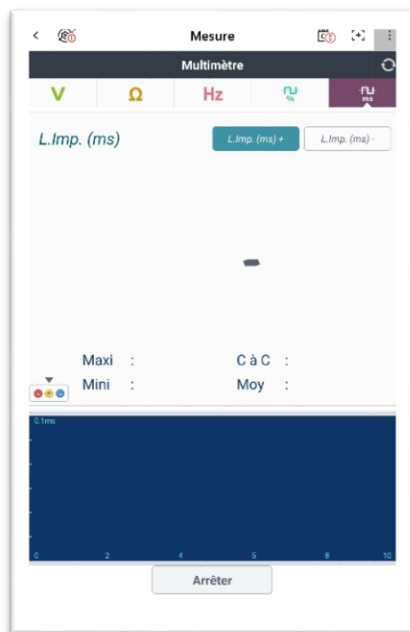 Mesure
Multimètre
V Ω Hz % ms
L.Imp. (ms) L.Imp. (ms) + L.Imp. (ms) -
-
Maxi : C à C :
Mini : Moy :
0.1ms
0 2 4 5 8 10
Arrêter